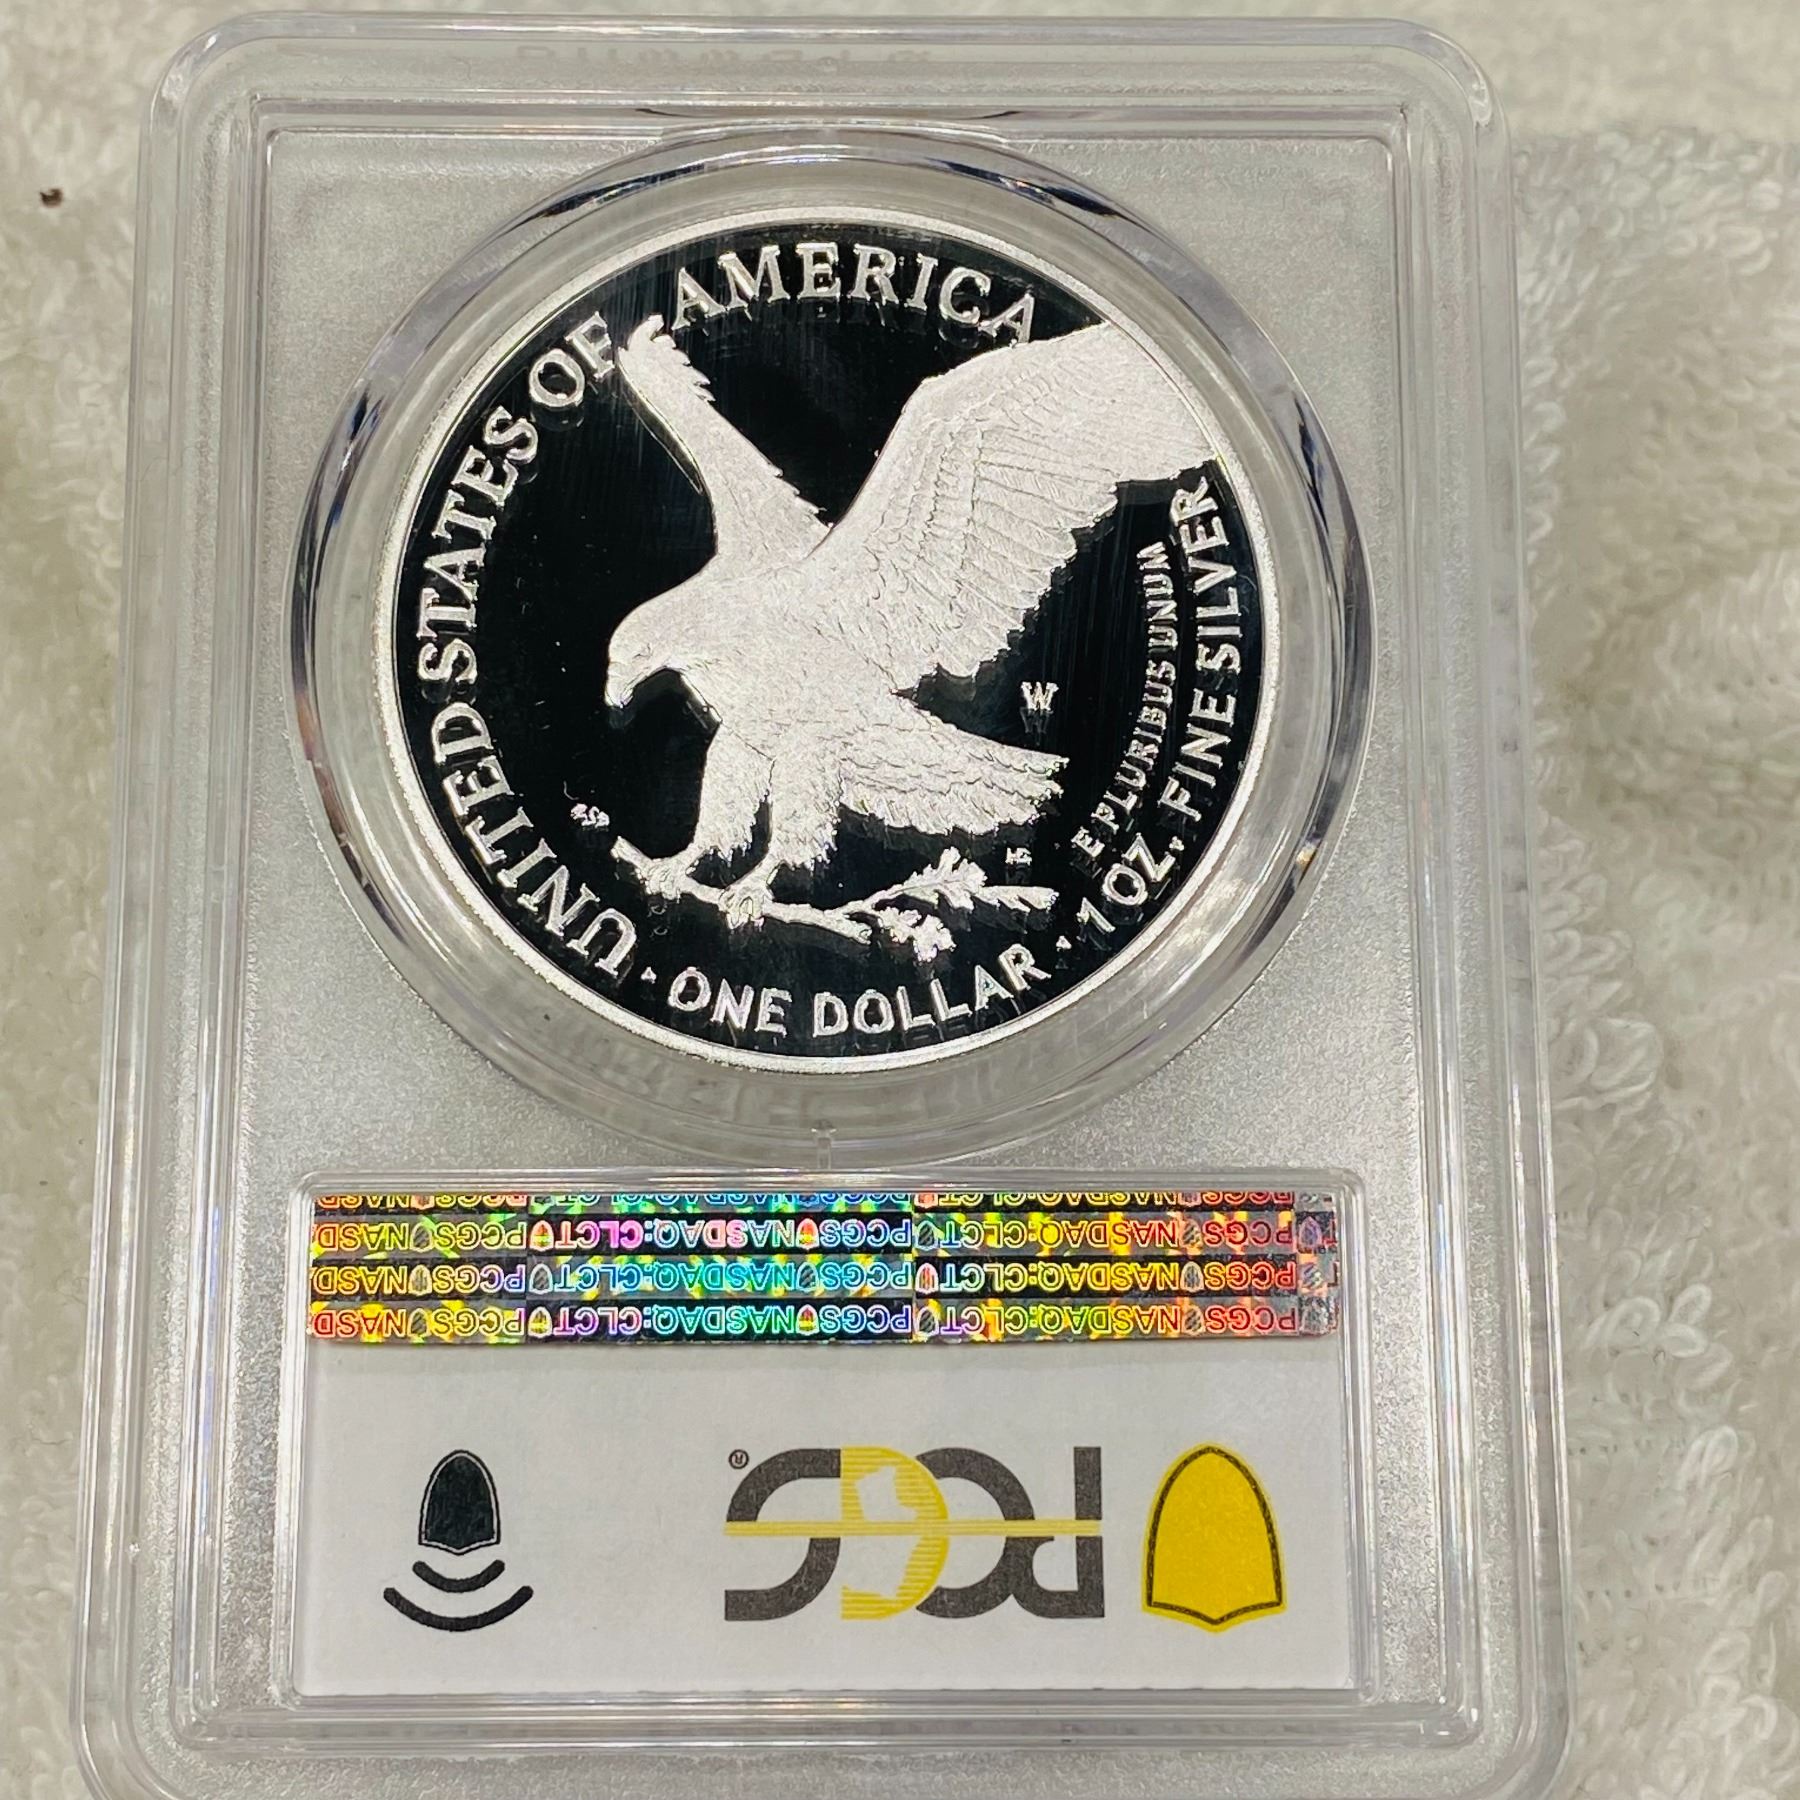 UNITED STATES OF AMERICA
W
E PLURIBUS UNUM
1 OZ. FINE SILVER
ONE DOLLAR
NASD PCGS NASDAQ:CLCT PCGS NASDAQ:CLCT PCGS
NASD PCGS NASDAQ:CLCT PCGS NASDAQ:CLCT PCGS
NASD PCGS NASDAQ:CLCT PCGS NASDAQ:CLCT PCGS
NASD PCGS NASDAQ:CLCT PCGS NASDAQ:CLCT PCGS
PCGS®